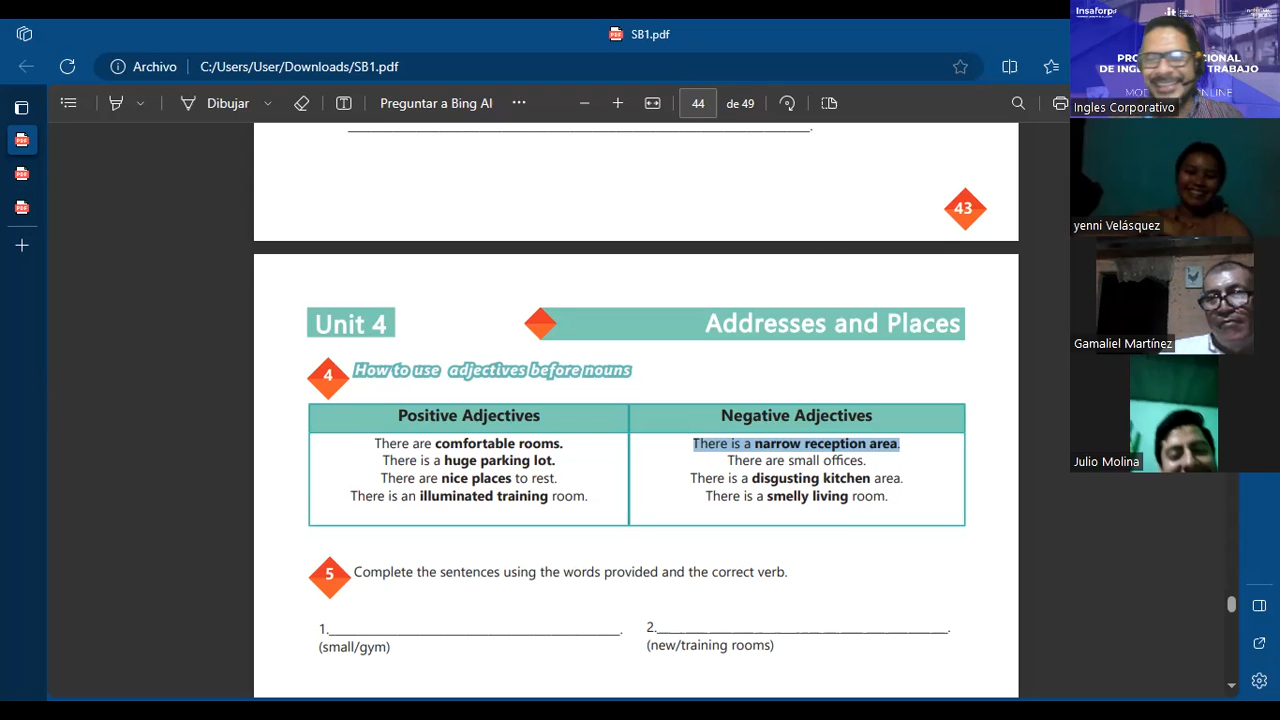 SB1.pdf
Archivo C:/Users/User/Downloads/SB1.pdf
Dibujar Preguntar a Bing AI 44 de 49
43
Unit 4 Addresses and Places
4 How to use adjectives before nouns
Positive Adjectives Negative Adjectives
There are comfortable rooms. There is a narrow reception area.
There is a huge parking lot. There are small offices.
There are nice places to rest. There is a disgusting kitchen area.
There is an illuminated training room. There is a smelly living room.
5 Complete the sentences using the words provided and the correct verb.
1. 2.
(small/gym) (new/training rooms)
Insaforp
Ingles Corporativo
yenni Velásquez
Gamaliel Martínez
Julio Molina